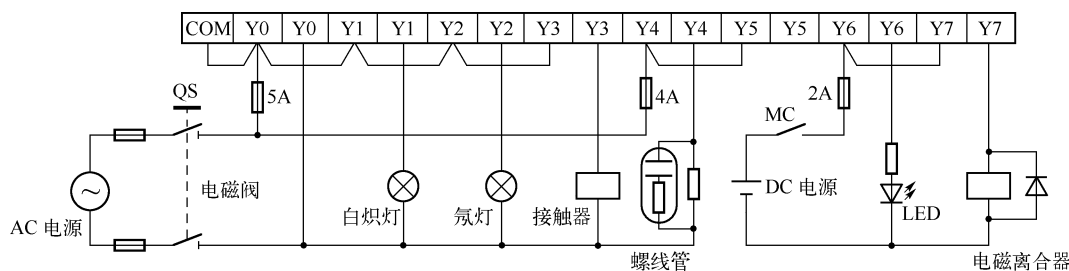 COM Y0 Y0 Y1 Y1 Y2 Y2 Y3 Y3 Y4 Y4 Y5 Y5 Y6 Y6 Y7 Y7
QS
5A
4A
2A
MC
电磁阀
DC 电源
AC 电源
白炽灯
氖灯
接触器
LED
螺线管
电磁离合器